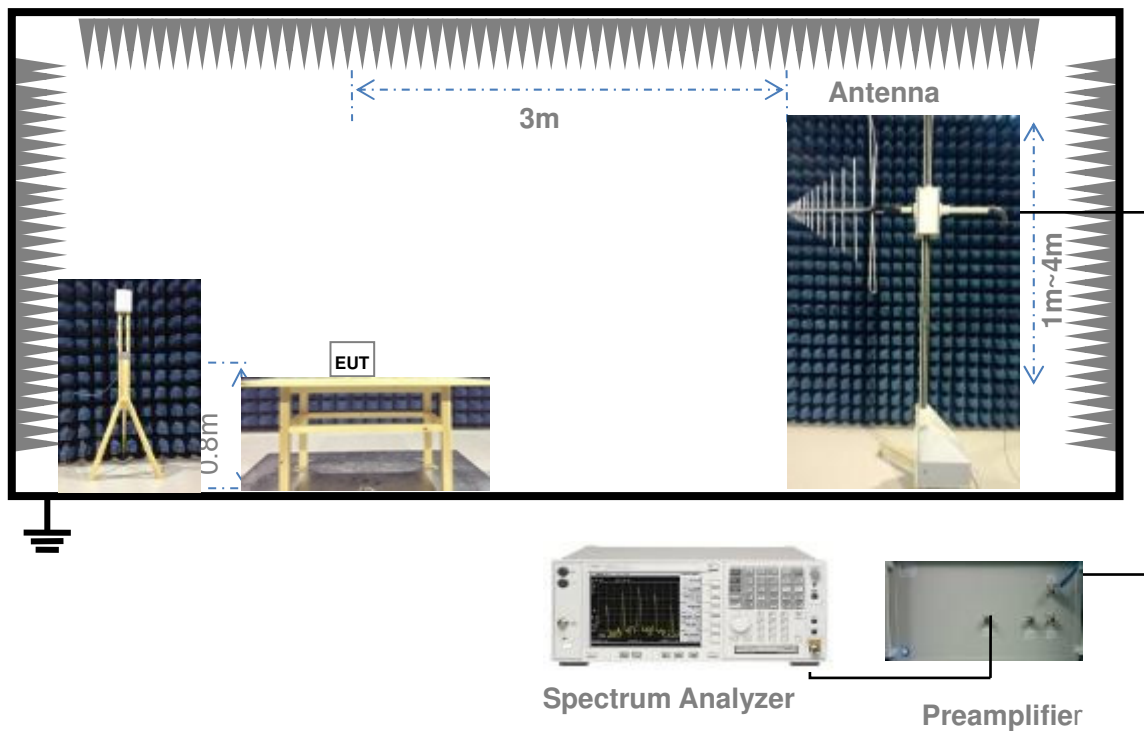 Antenna
3m
1m~4m
EUT
0.8m
Spectrum Analyzer
Preamplifier